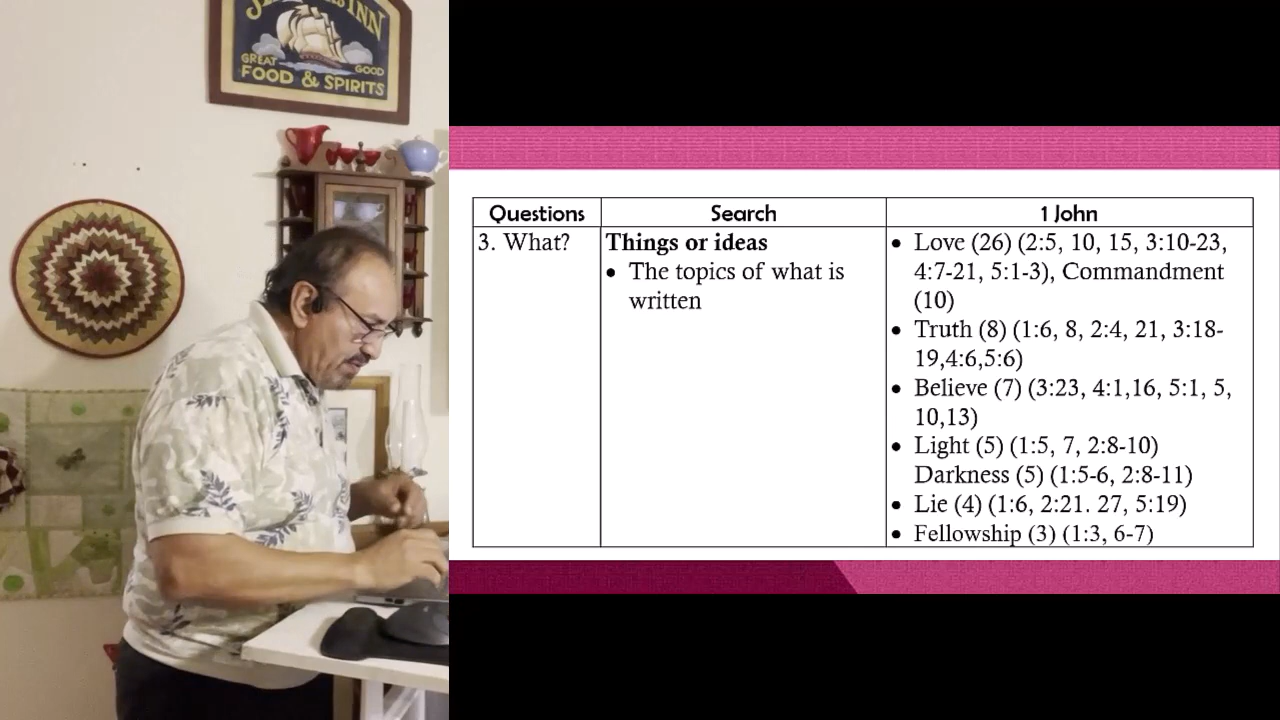 INN
GREAT GOOD
FOOD & SPIRITS
Questions Search 1 John
3. What? Things or ideas
• The topics of what is
written
• Love (26) (2:5, 10, 15, 3:10-23,
4:7-21, 5:1-3), Commandment
(10)
• Truth (8) (1:6, 8, 2:4, 21, 3:18-
19,4:6,5:6)
• Believe (7) (3:23, 4:1,16, 5:1, 5,
10,13)
• Light (5) (1:5, 7, 2:8-10)
Darkness (5) (1:5-6, 2:8-11)
• Lie (4) (1:6, 2:21. 27, 5:19)
• Fellowship (3) (1:3, 6-7)